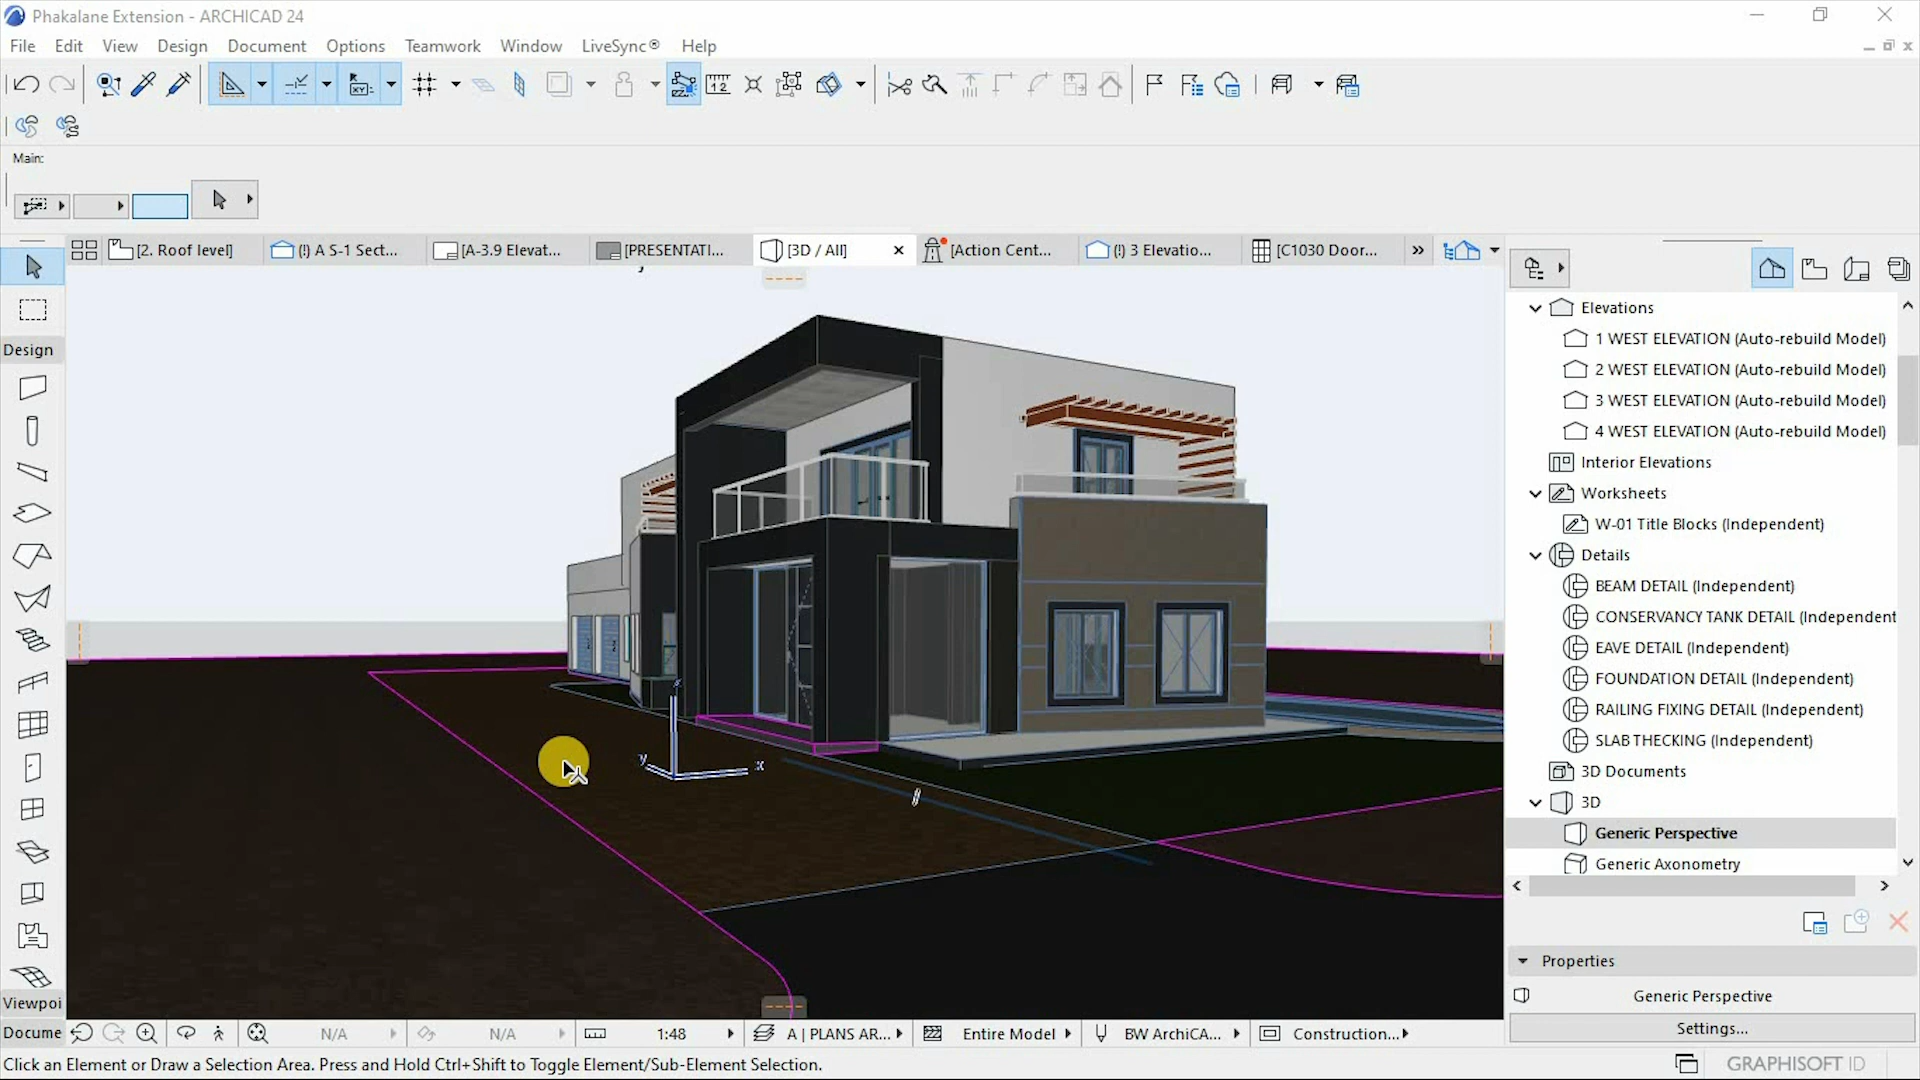 Phakalane Extension - ARCHICAD 24
File Edit View Design Document Options Teamwork Window LiveSync® Help
Main:
[2. Roof level] (!) A S-1 Sect... [A-3.9 Elevat... [PRESENTATI... [3D / All] [Action Cent... (!) 3 Elevatio... [C1030 Door...
Design
Elevations
1 WEST ELEVATION (Auto-rebuild Model)
2 WEST ELEVATION (Auto-rebuild Model)
3 WEST ELEVATION (Auto-rebuild Model)
4 WEST ELEVATION (Auto-rebuild Model)
Interior Elevations
Worksheets
W-01 Title Blocks (Independent)
Details
BEAM DETAIL (Independent)
CONSERVANCY TANK DETAIL (Independent
EAVE DETAIL (Independent)
FOUNDATION DETAIL (Independent)
RAILING FIXING DETAIL (Independent)
SLAB THECKING (Independent)
3D Documents
3D
Generic Perspective
Generic Axonometry
y x
Properties
Generic Perspective
Settings...
Viewpoi
Docume N/A N/A 1:48 A | PLANS AR... Entire Model BW ArchiCA... Construction...
Click an Element or Draw a Selection Area. Press and Hold Ctrl+Shift to Toggle Element/Sub-Element Selection.
GRAPHISOFT ID